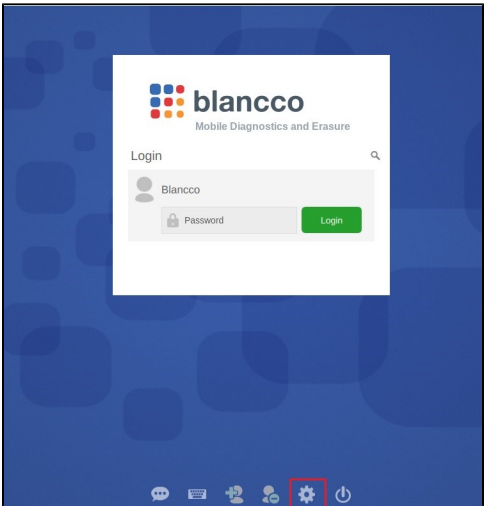 blancco
Mobile Diagnostics and Erasure
Login
Blancco
Password
Login